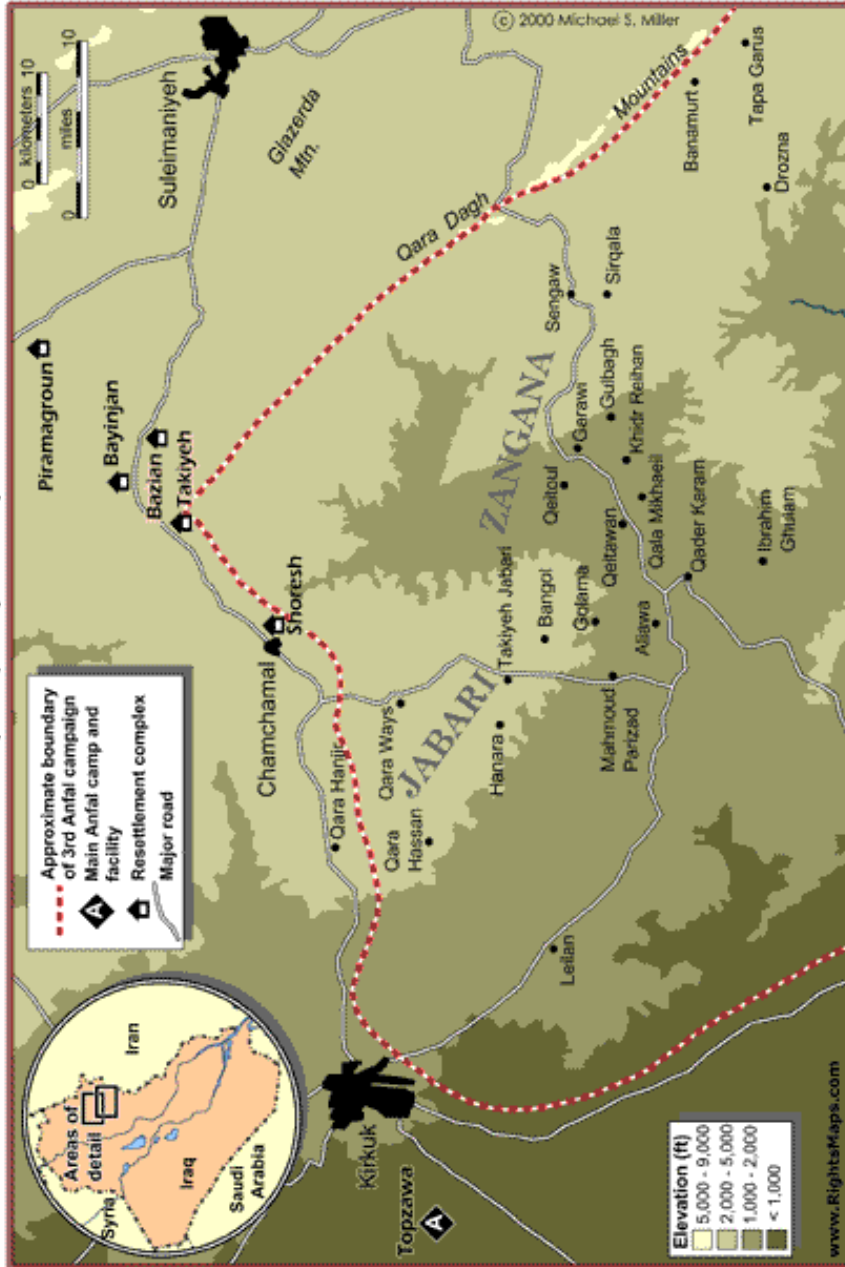 Syria
Iran
Areas of
detail
Iraq
Saudi
Arabia
Approximate boundary
of 3rd Anfal campaign
Main Anfal camp and
facility
A
Resettlement complex
Major road
0 kilometers 10
0 miles 10
Piramagroun
Suleimaniyeh
Bayinjan
Bazian
Takiyeh
Glazerda
Mtn.
Shoresh
Chamchamal
Qara Dagh
Mountains
© 2000 Michael S. Miller
Kirkuk
Topzawa
A
Qara Hanjir
Qara Ways
Qara
Hassan
JABARI
Hanara
Takiyeh Jabari
Bangol
Golama
ZANGANA
Qeitoul
Garawi
Sengaw
Sirqala
Gulbagh
Khidr Reihan
Qeitawan
Qala Mikhaeil
Mahmoud
Parizad
Aliawa
Qader Karam
Ibrahim
Ghulam
Leilan
Banamurt
Drozna
Tapa Garus
Elevation (ft)
5,000 - 9,000
2,000 - 5,000
1,000 - 2,000
< 1,000
www.RightsMaps.com